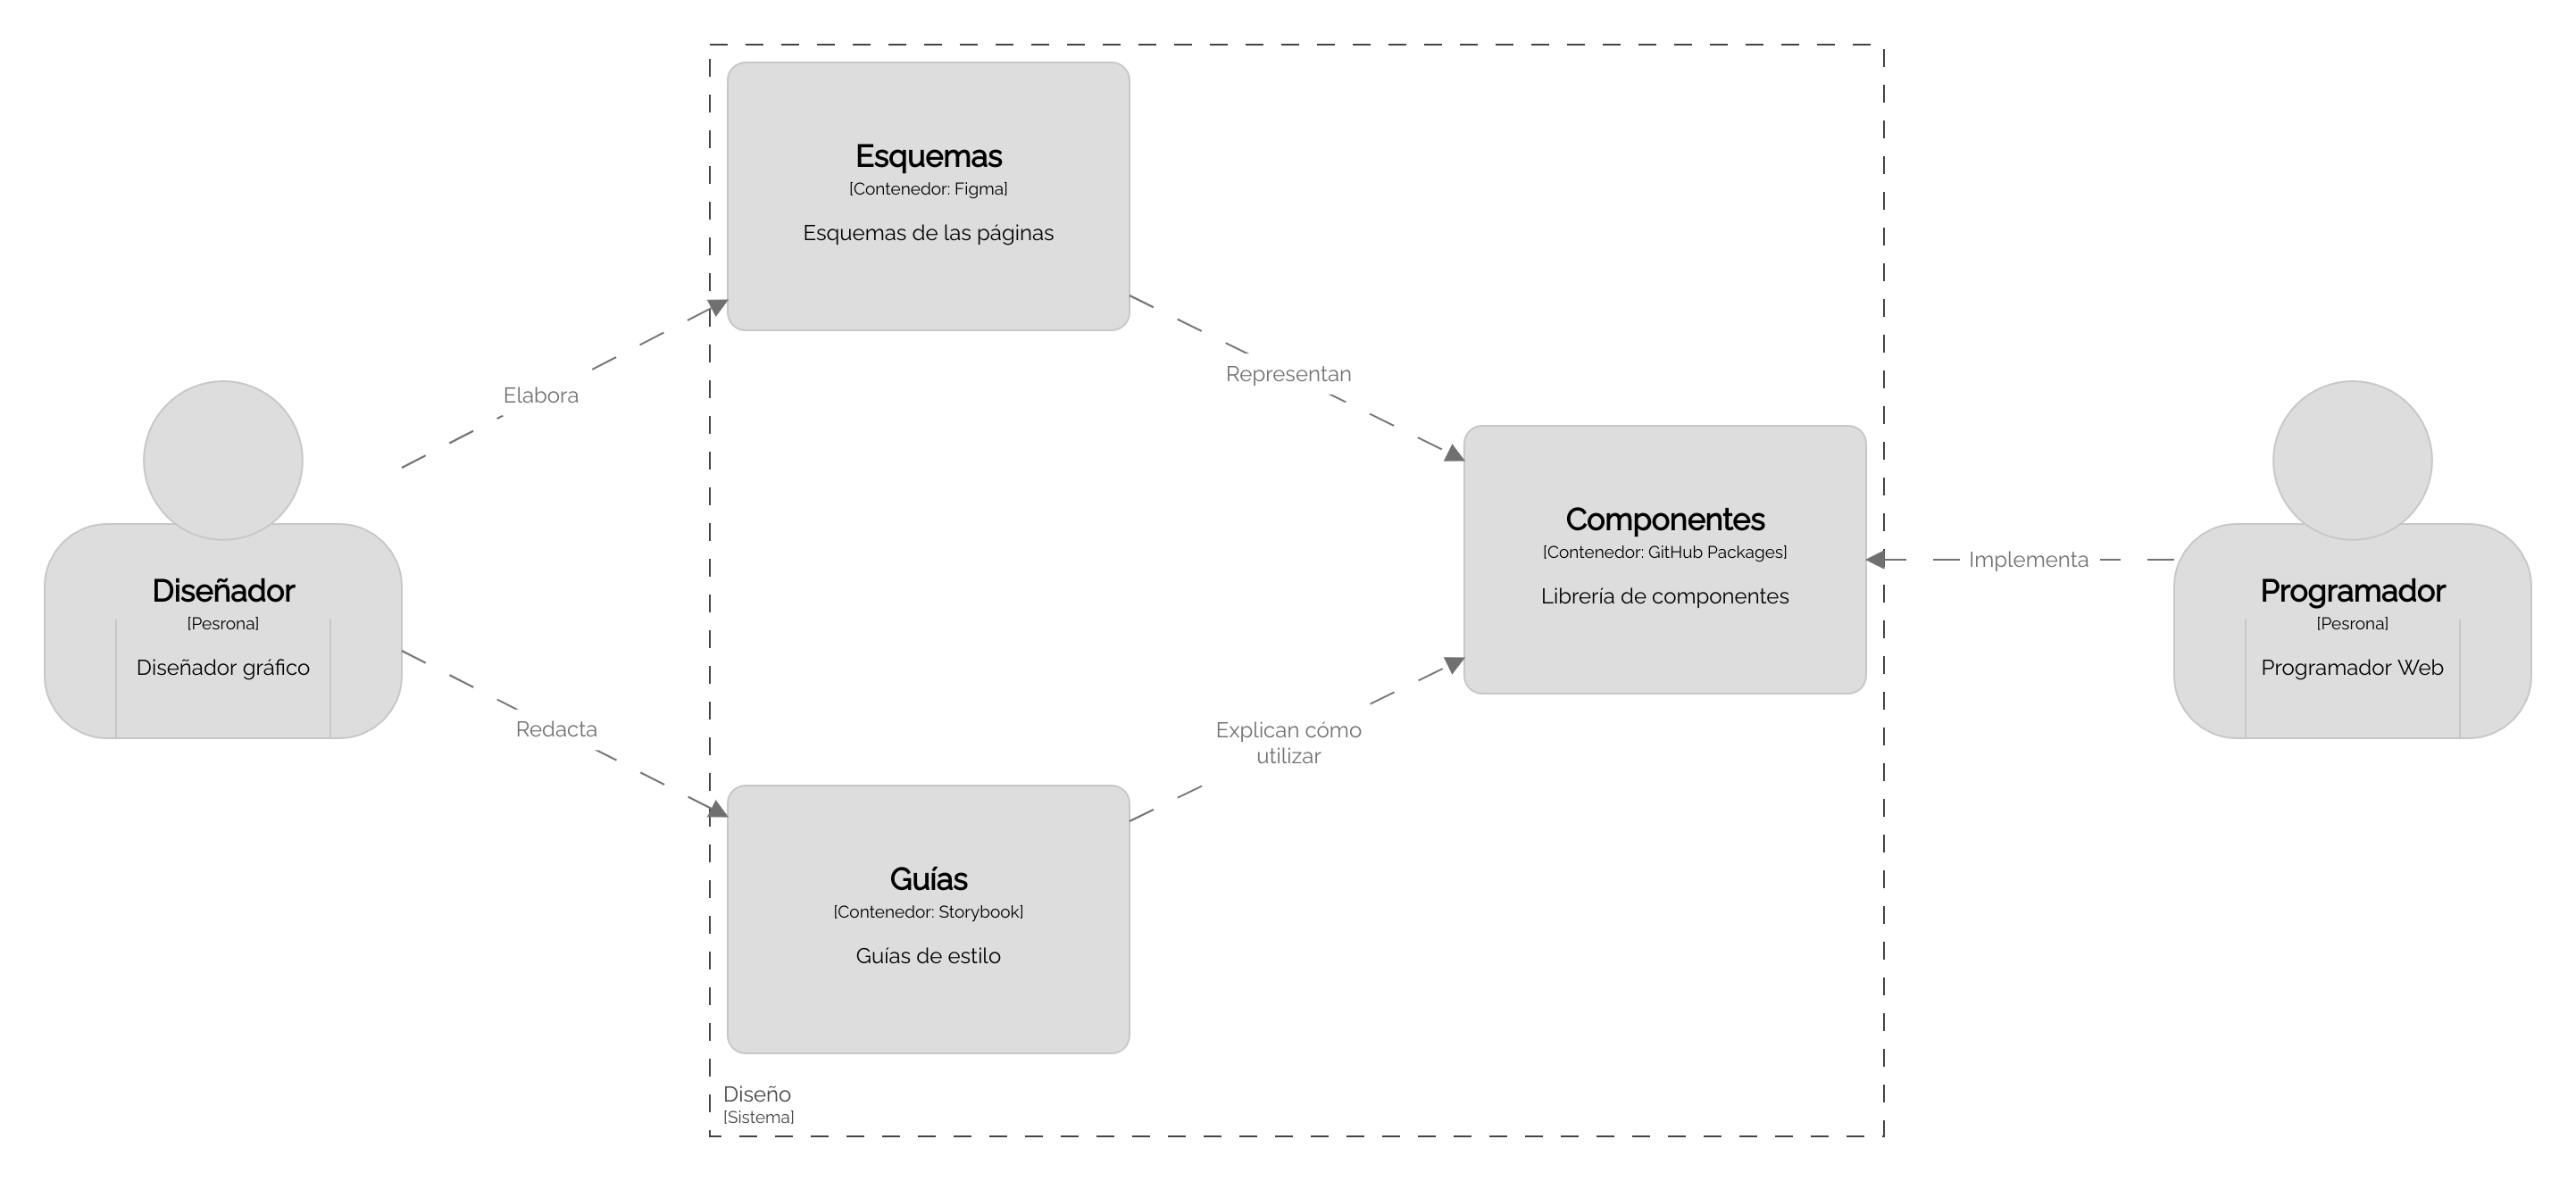 Esquemas
[Contenedor: Figma]
Esquemas de las páginas
Elabora
Representan
Diseñador
[Pesrona]
Diseñador gráfico
Componentes
[Contenedor: GitHub Packages]
Librería de componentes
Implementa
Programador
[Pesrona]
Programador Web
Redacta
Explican cómo
utilizar
Guías
[Contenedor: Storybook]
Guías de estilo
Diseño
[Sistema]